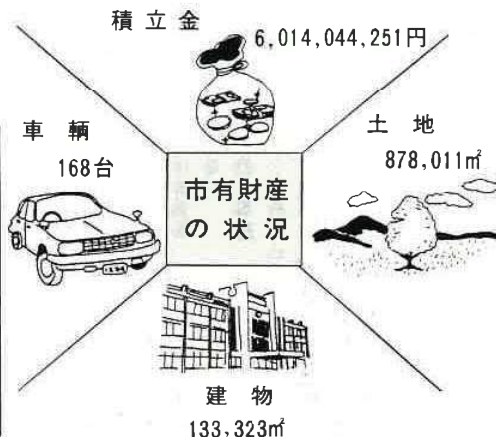 積立金
6,014,044,251円
車輌
168台
土地
878,011㎡
市有財産
の状況
建物
133,323㎡